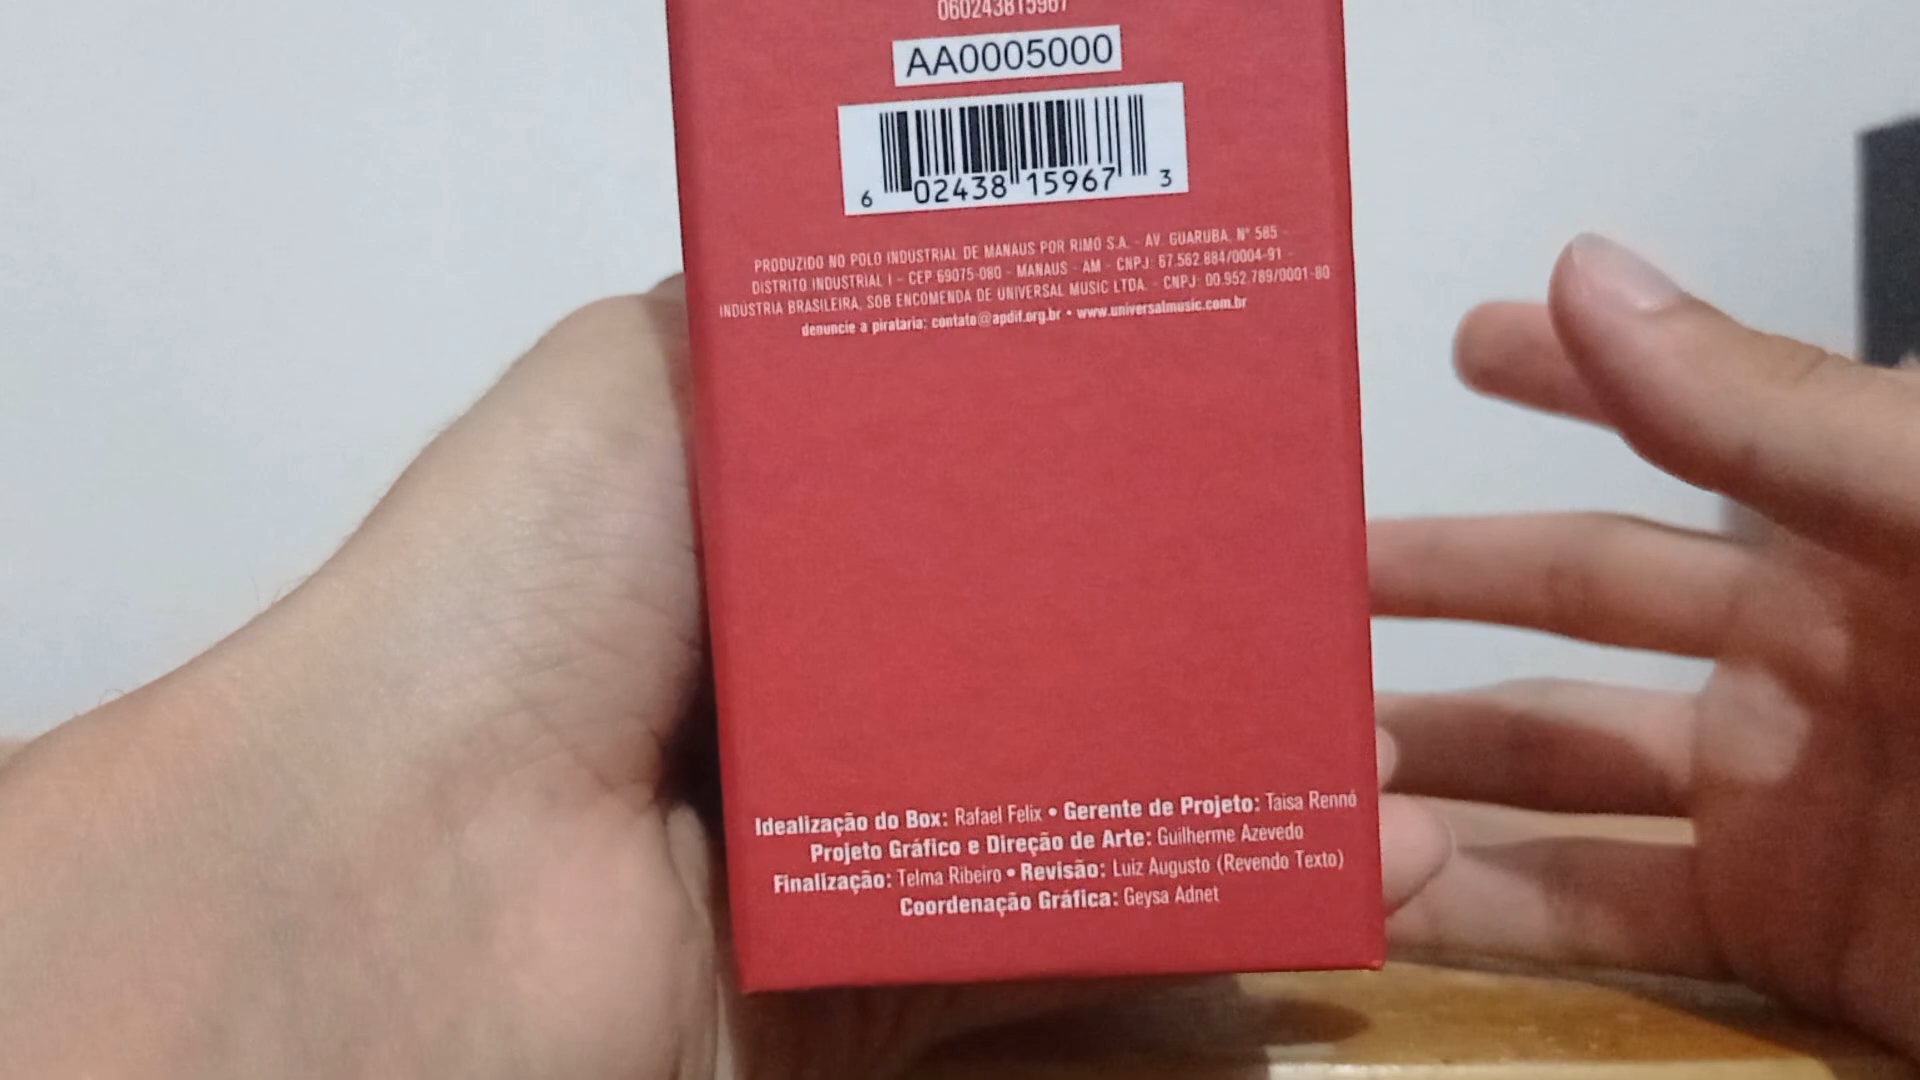 060243815967
AA0005000
6 02438 15967 3
PRODUZIDO NO POLO INDUSTRIAL DE MANAUS POR RIMO S.A. - AV. GUARUBA, N° 585 -
DISTRITO INDUSTRIAL I - CEP 69075-080 - MANAUS - AM - CNPJ: 67.562.884/0004-91 -
INDÚSTRIA BRASILEIRA, SOB ENCOMENDA DE UNIVERSAL MUSIC LTDA. - CNPJ: 00.952.789/0001-80
denuncie a pirataria: contato@apdif.org.br • www.universalmusic.com.br
Idealização do Box: Rafael Felix • Gerente de Projeto: Taisa Rennó
Projeto Gráfico e Direção de Arte: Guilherme Azevedo
Finalização: Telma Ribeiro • Revisão: Luiz Augusto (Revendo Texto)
Coordenação Gráfica: Geysa Adnet